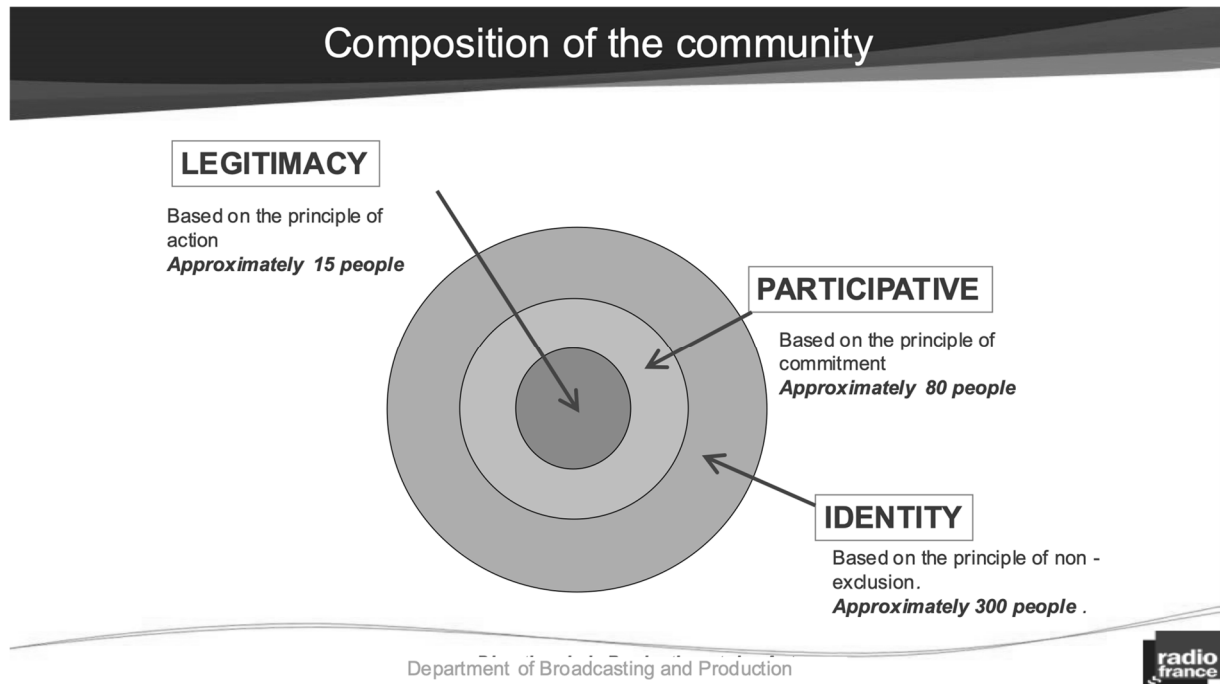 Composition of the community
LEGITIMACY
Based on the principle of
action
Approximately 15 people
PARTICIPATIVE
Based on the principle of
commitment
Approximately 80 people
IDENTITY
Based on the principle of non -
exclusion.
Approximately 300 people .
Department of Broadcasting and Production
radio
france